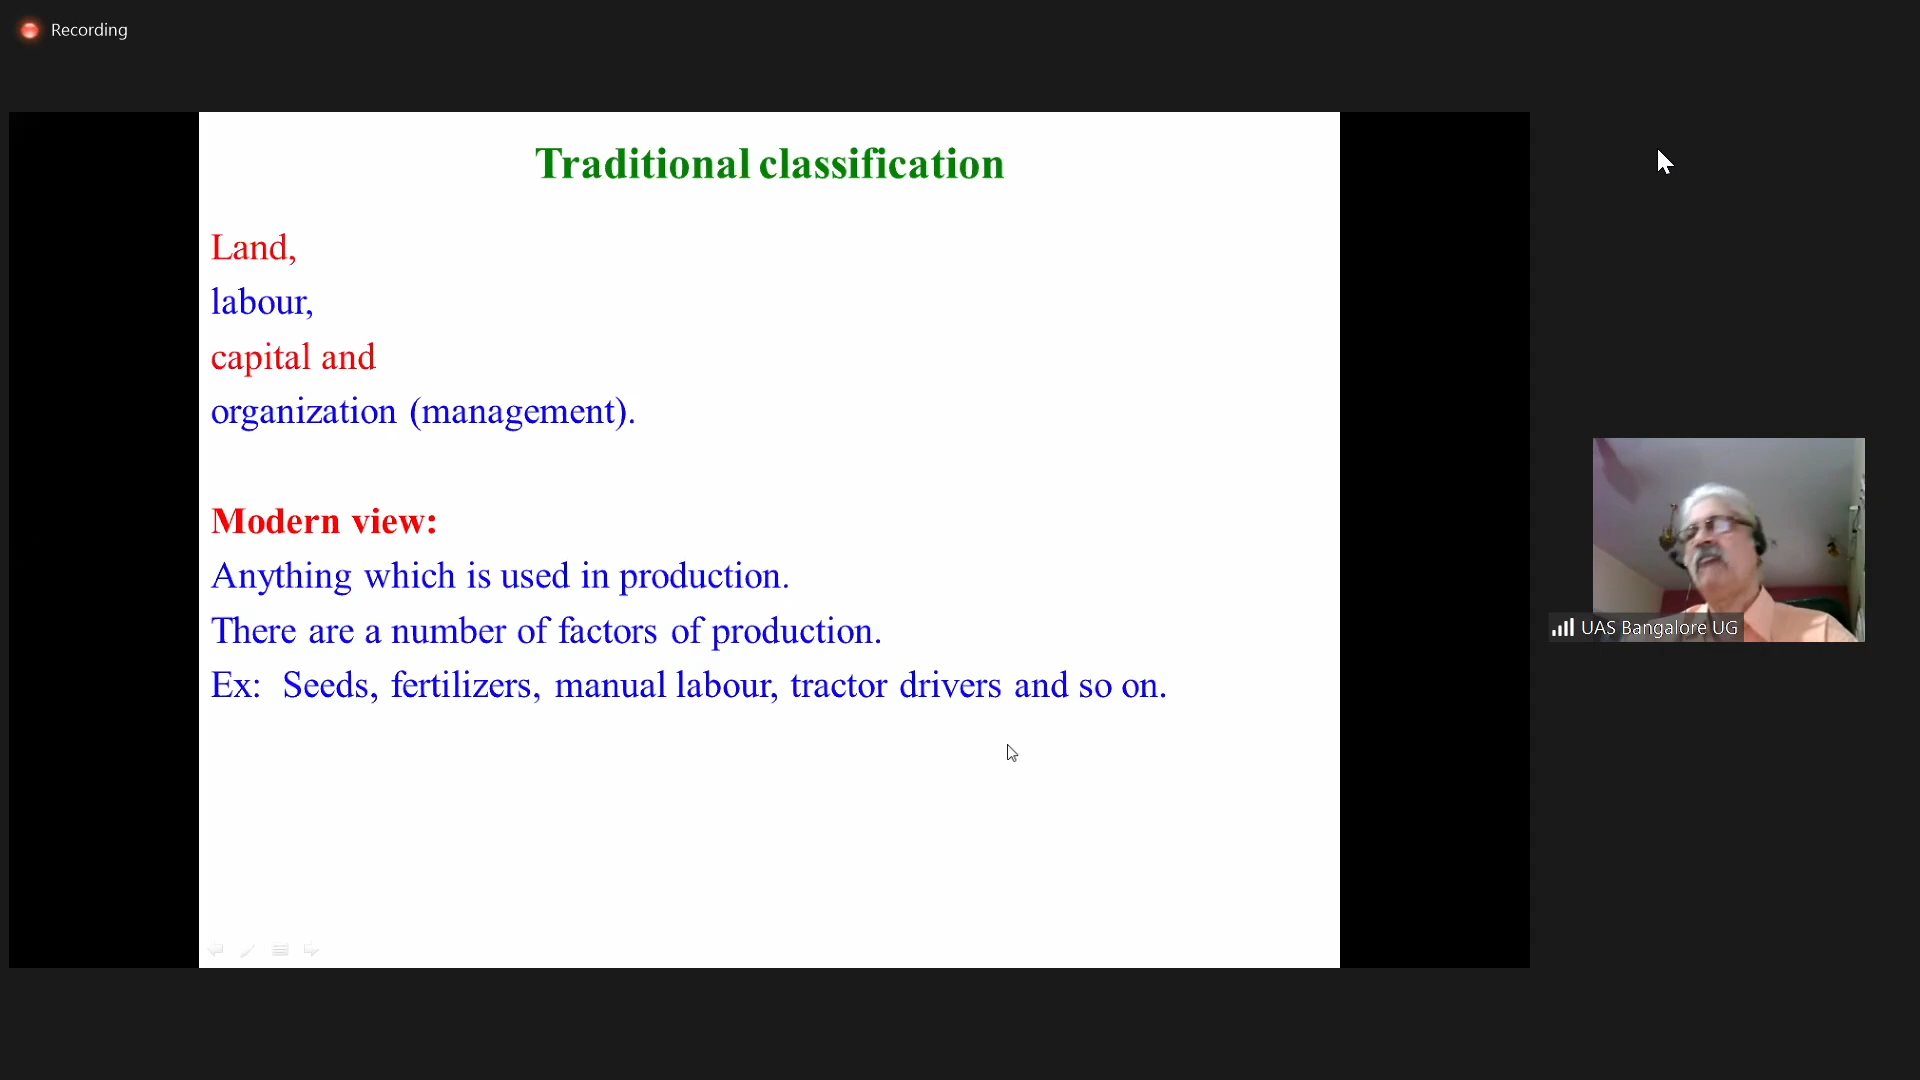 Recording
Traditional classification
Land,
labour,
capital and
organization (management).
Modern view:
Anything which is used in production.
There are a number of factors of production.
Ex: Seeds, fertilizers, manual labour, tractor drivers and so on.
UAS Bangalore UG